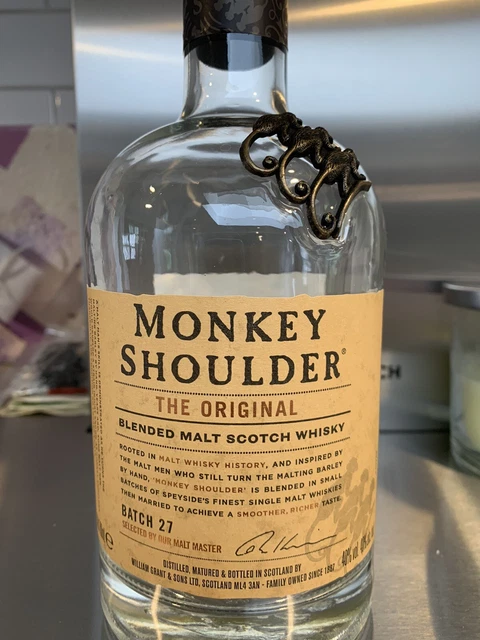 MONKEY
SHOULDER®
THE ORIGINAL
BLENDED MALT SCOTCH WHISKY
ROOTED IN MALT WHISKY HISTORY, AND INSPIRED BY
THE MALT MEN WHO STILL TURN THE MALTING BARLEY
BY HAND, 'MONKEY SHOULDER' IS BLENDED IN SMALL
BATCHES OF SPEYSIDE'S FINEST SINGLE MALT WHISKIES
THEN MARRIED TO ACHIEVE A SMOOTHER, RICHER TASTE.
BATCH 27
SELECTED BY OUR MALT MASTER
40% vol
DISTILLED, MATURED & BOTTLED IN SCOTLAND BY
WILLIAM GRANT & SONS LTD, SCOTLAND ML4 3AN - FAMILY OWNED SINCE 1887
CH